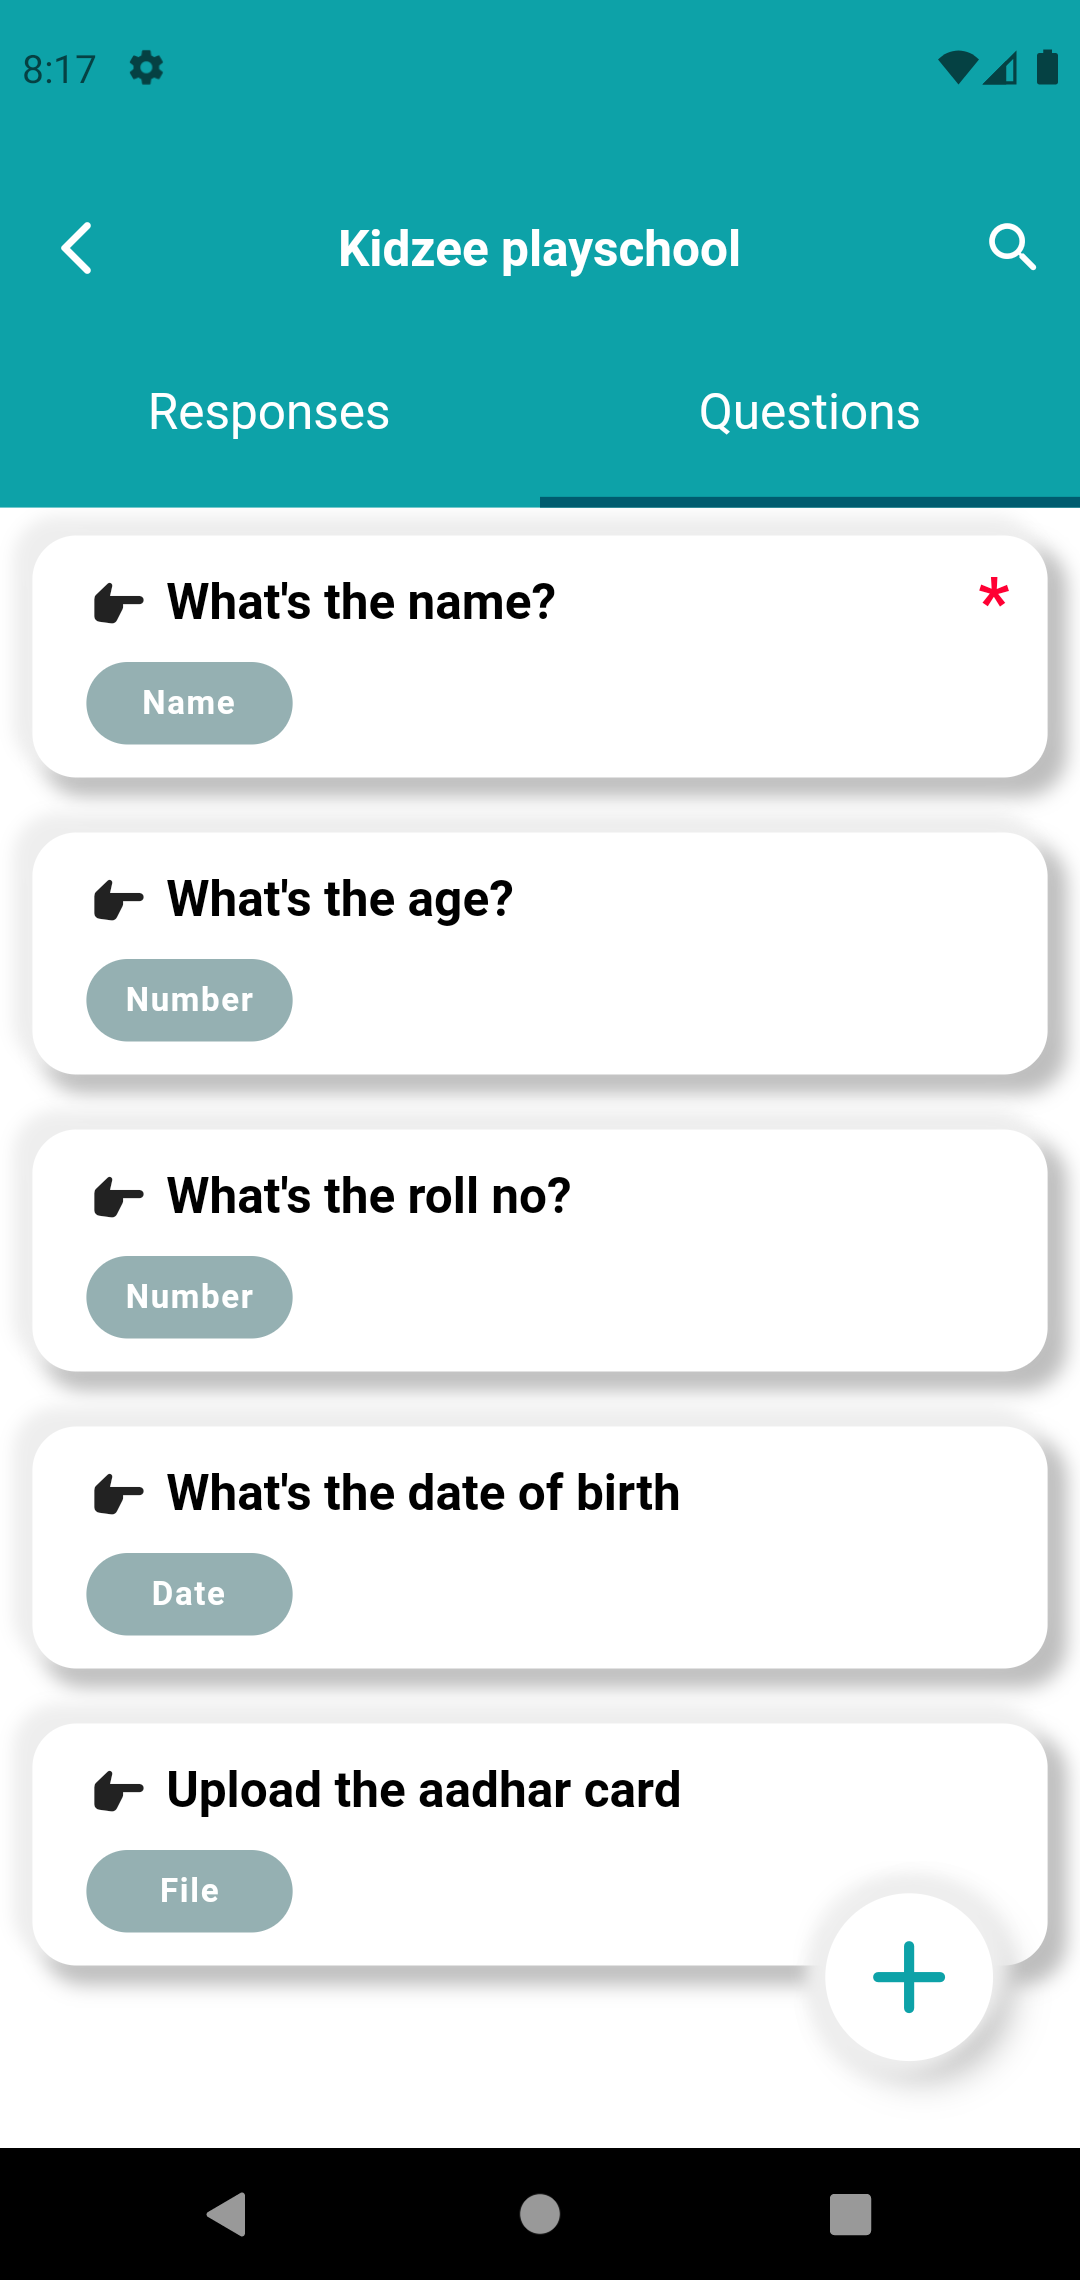 8:17
Kidzee playschool
Responses
Questions
What's the name?
*
Name
What's the age?
Number
What's the roll no?
Number
What's the date of birth
Date
Upload the aadhar card
File